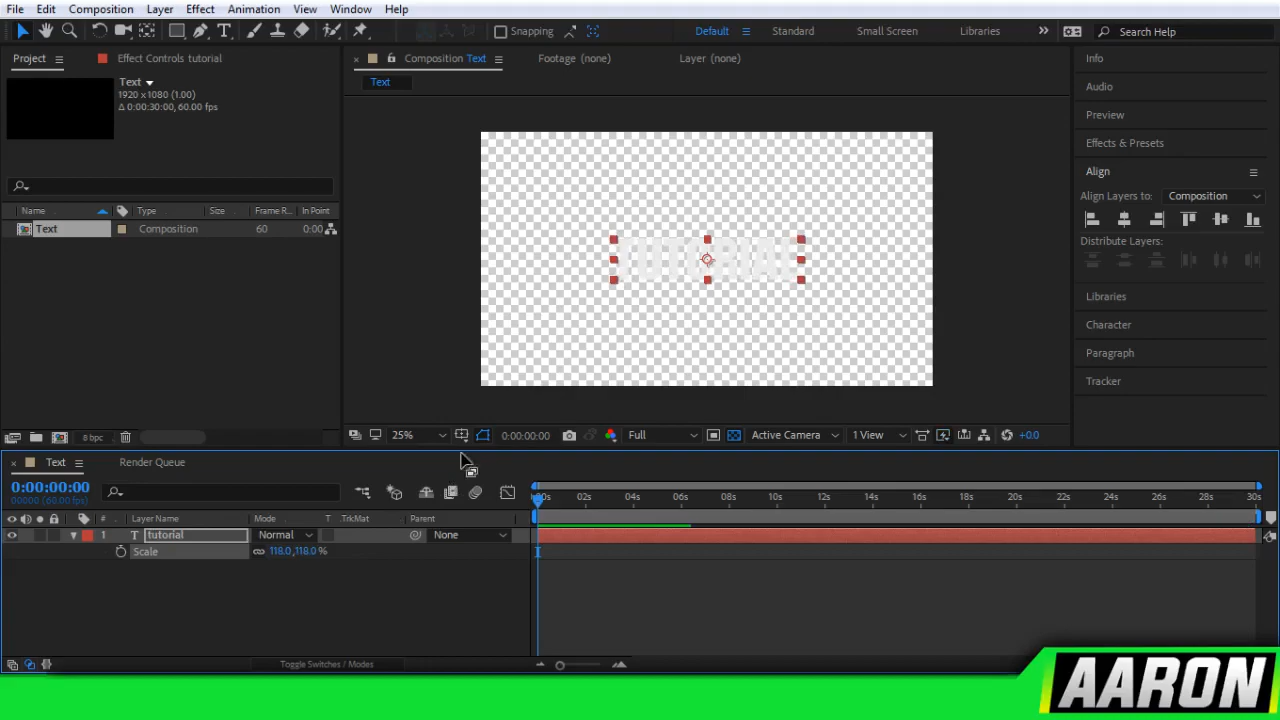 File Edit Composition Layer Effect Animation View Window Help
Snapping Default Standard Small Screen Libraries Search Help
Project Effect Controls tutorial
Text
1920 x 1080 (1.00)
Δ 0:00:30:00, 60.00 fps
Name Type Size Frame R... In Point
Text Composition 60 0:00
8 bpc
Composition Text Footage (none) Layer (none)
Text
TUTORIAL
25% 0:00:00:00 Full Active Camera 1 View +0.0
Info
Audio
Preview
Effects & Presets
Align
Align Layers to: Composition
Distribute Layers:
Libraries
Character
Paragraph
Tracker
Text Render Queue
0:00:00:00
00000 (60.00 fps)
02s 04s 06s 08s 10s 12s 14s 16s 18s 20s 22s 24s 26s 28s 30s
# Layer Name Mode T .TrkMat Parent
1 T tutorial Normal None
Scale 118.0,118.0 %
Toggle Switches / Modes
AARON